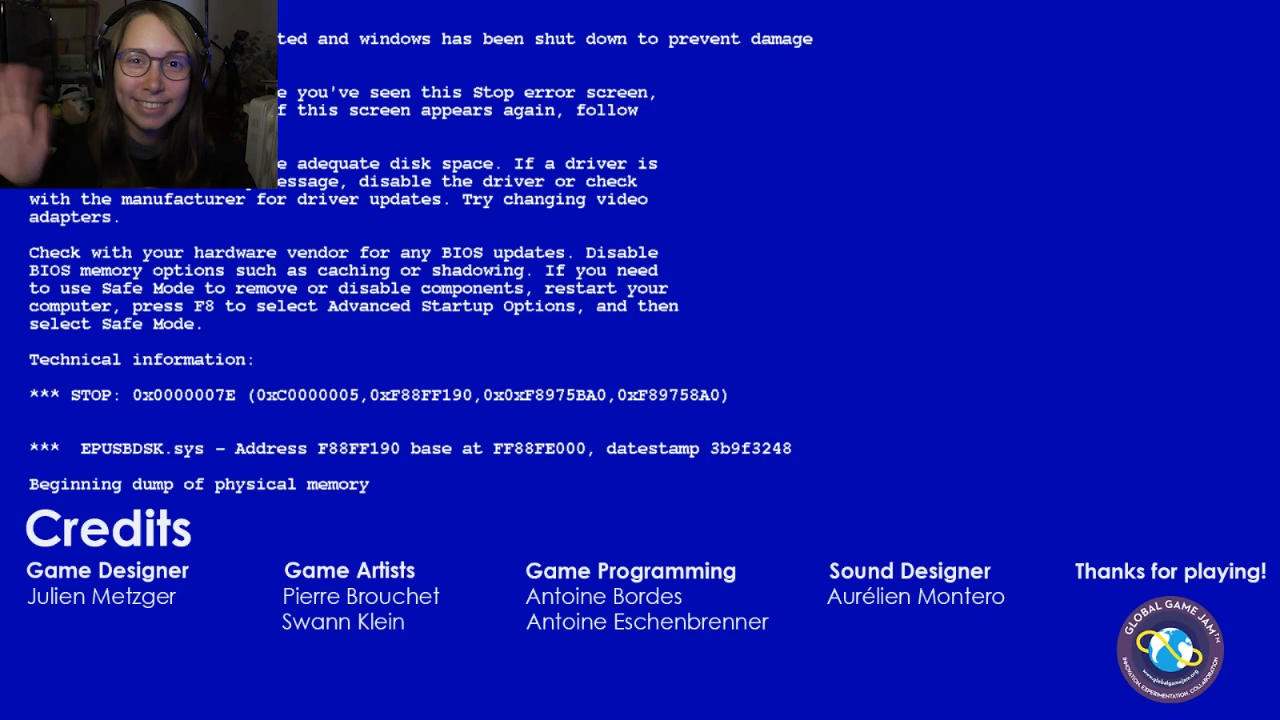 ted and windows has been shut down to prevent damage
e you've seen this Stop error screen,
f this screen appears again, follow
e adequate disk space. If a driver is
essage, disable the driver or check
with the manufacturer for driver updates. Try changing video
adapters.
Check with your hardware vendor for any BIOS updates. Disable
BIOS memory options such as caching or shadowing. If you need
to use Safe Mode to remove or disable components, restart your
computer, press F8 to select Advanced Startup Options, and then
select Safe Mode.
Technical information:
*** STOP: 0x0000007E (0xC0000005,0xF88FF190,0x0xF8975BA0,0xF89758A0)
*** EPUSBDSK.sys – Address F88FF190 base at FF88FE000, datestamp 3b9f3248
Beginning dump of physical memory
Credits
Game Designer
Julien Metzger
Game Artists
Pierre Brouchet
Swann Klein
Game Programming
Antoine Bordes
Antoine Eschenbrenner
Sound Designer
Aurélien Montero
Thanks for playing!
GLOBAL GAME JAM™
www.globalgamejam.org
INNOVATION, EXPERIMENTATION, COLLABORATION